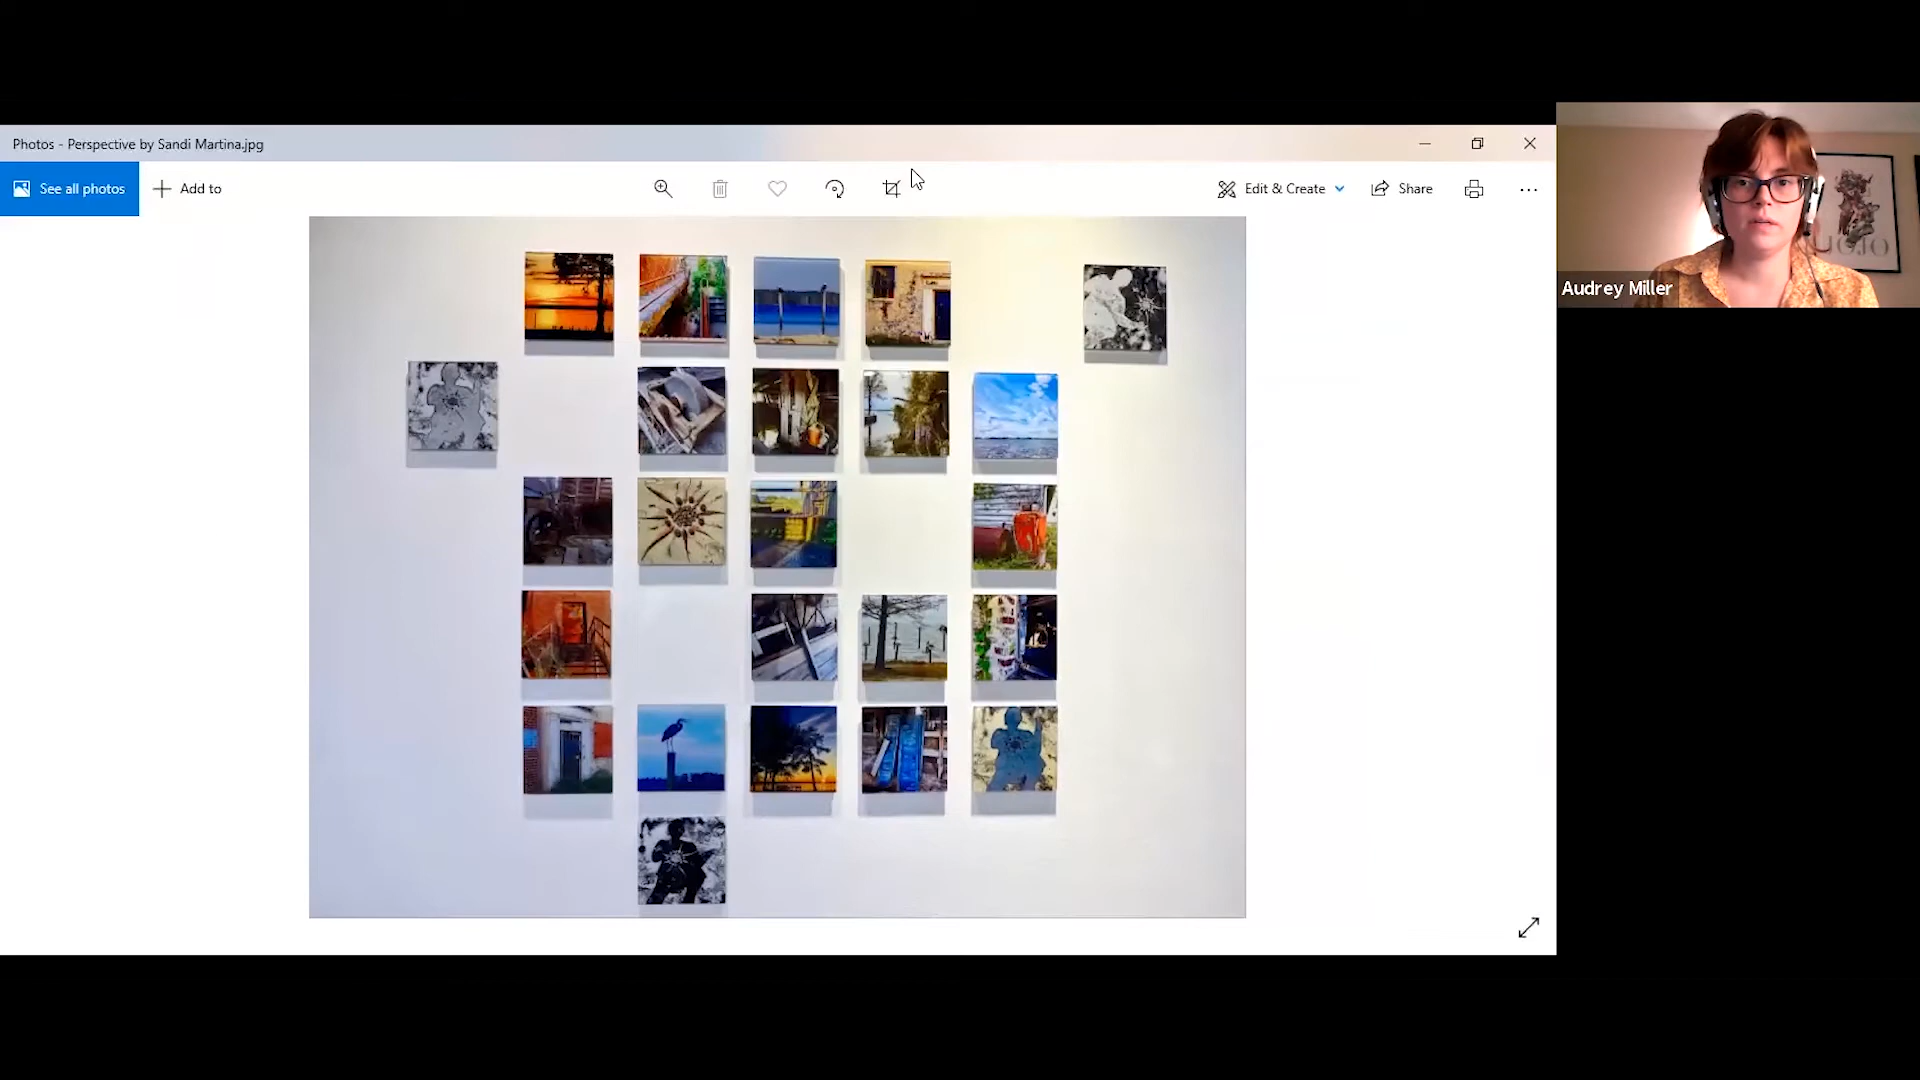 Photos - Perspective by Sandi Martina.jpg
See all photos
Add to
Edit & Create
Share
Audrey Miller